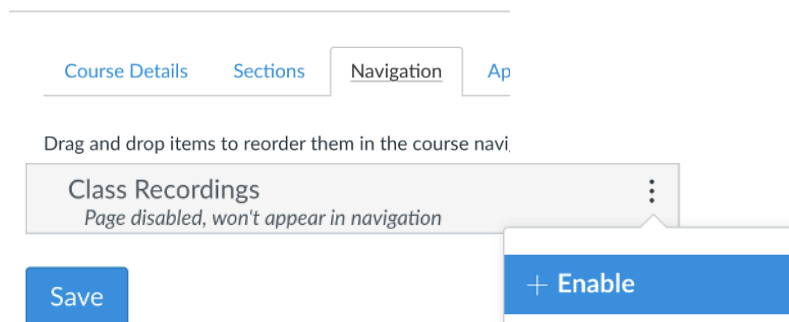 Course Details Sections Navigation Ap
Drag and drop items to reorder them in the course navi
Class Recordings
Page disabled, won't appear in navigation
+ Enable
Save